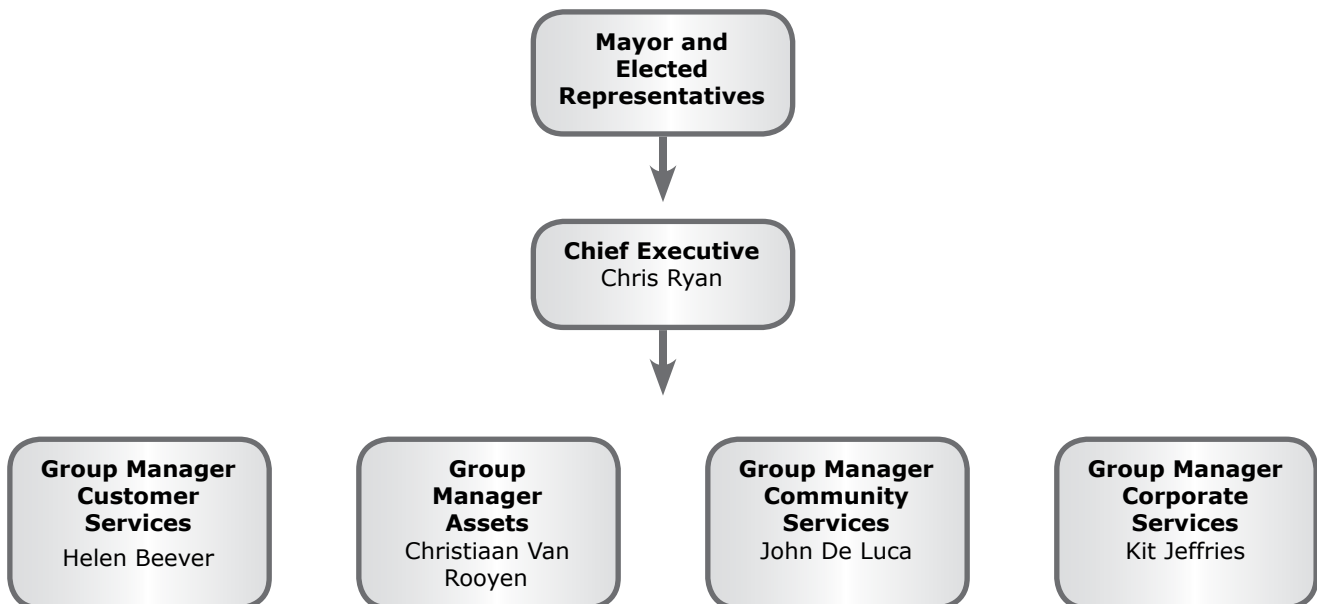 Mayor and
Elected
Representatives
Chief Executive
Chris Ryan
Group Manager
Customer
Services
Helen Beever
Group
Manager
Assets
Christiaan Van
Rooyen
Group Manager
Community
Services
John De Luca
Group Manager
Corporate
Services
Kit Jeffries